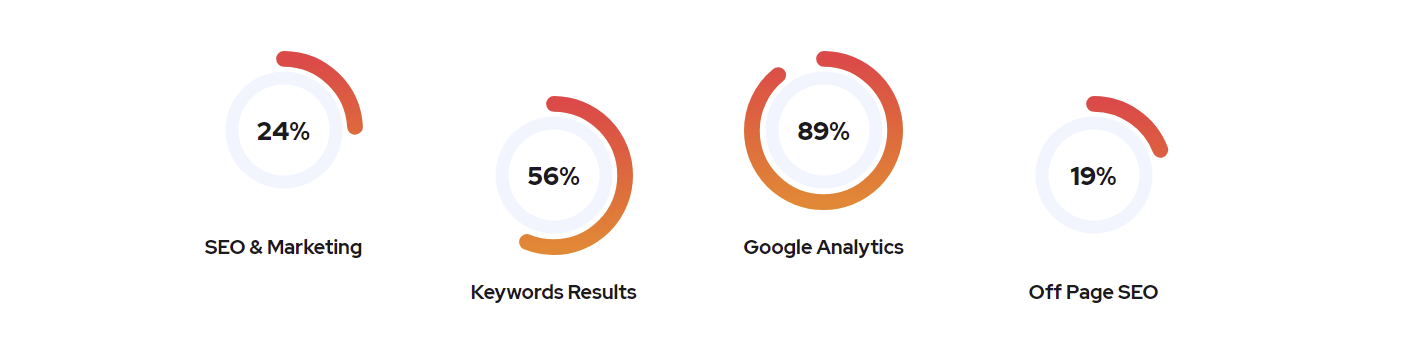 24%
SEO & Marketing
56%
Keywords Results
89%
Google Analytics
19%
Off Page SEO